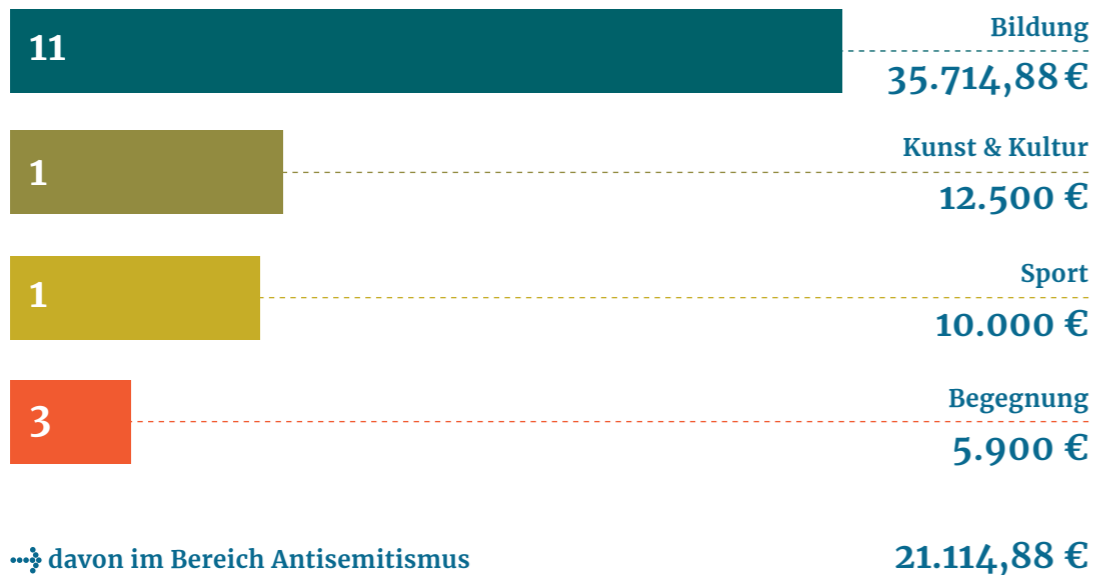 Bildung
11
35.714,88 €
Kunst & Kultur
1
12.500 €
Sport
1
10.000 €
Begegnung
3
5.900 €
davon im Bereich Antisemitismus 21.114,88 €